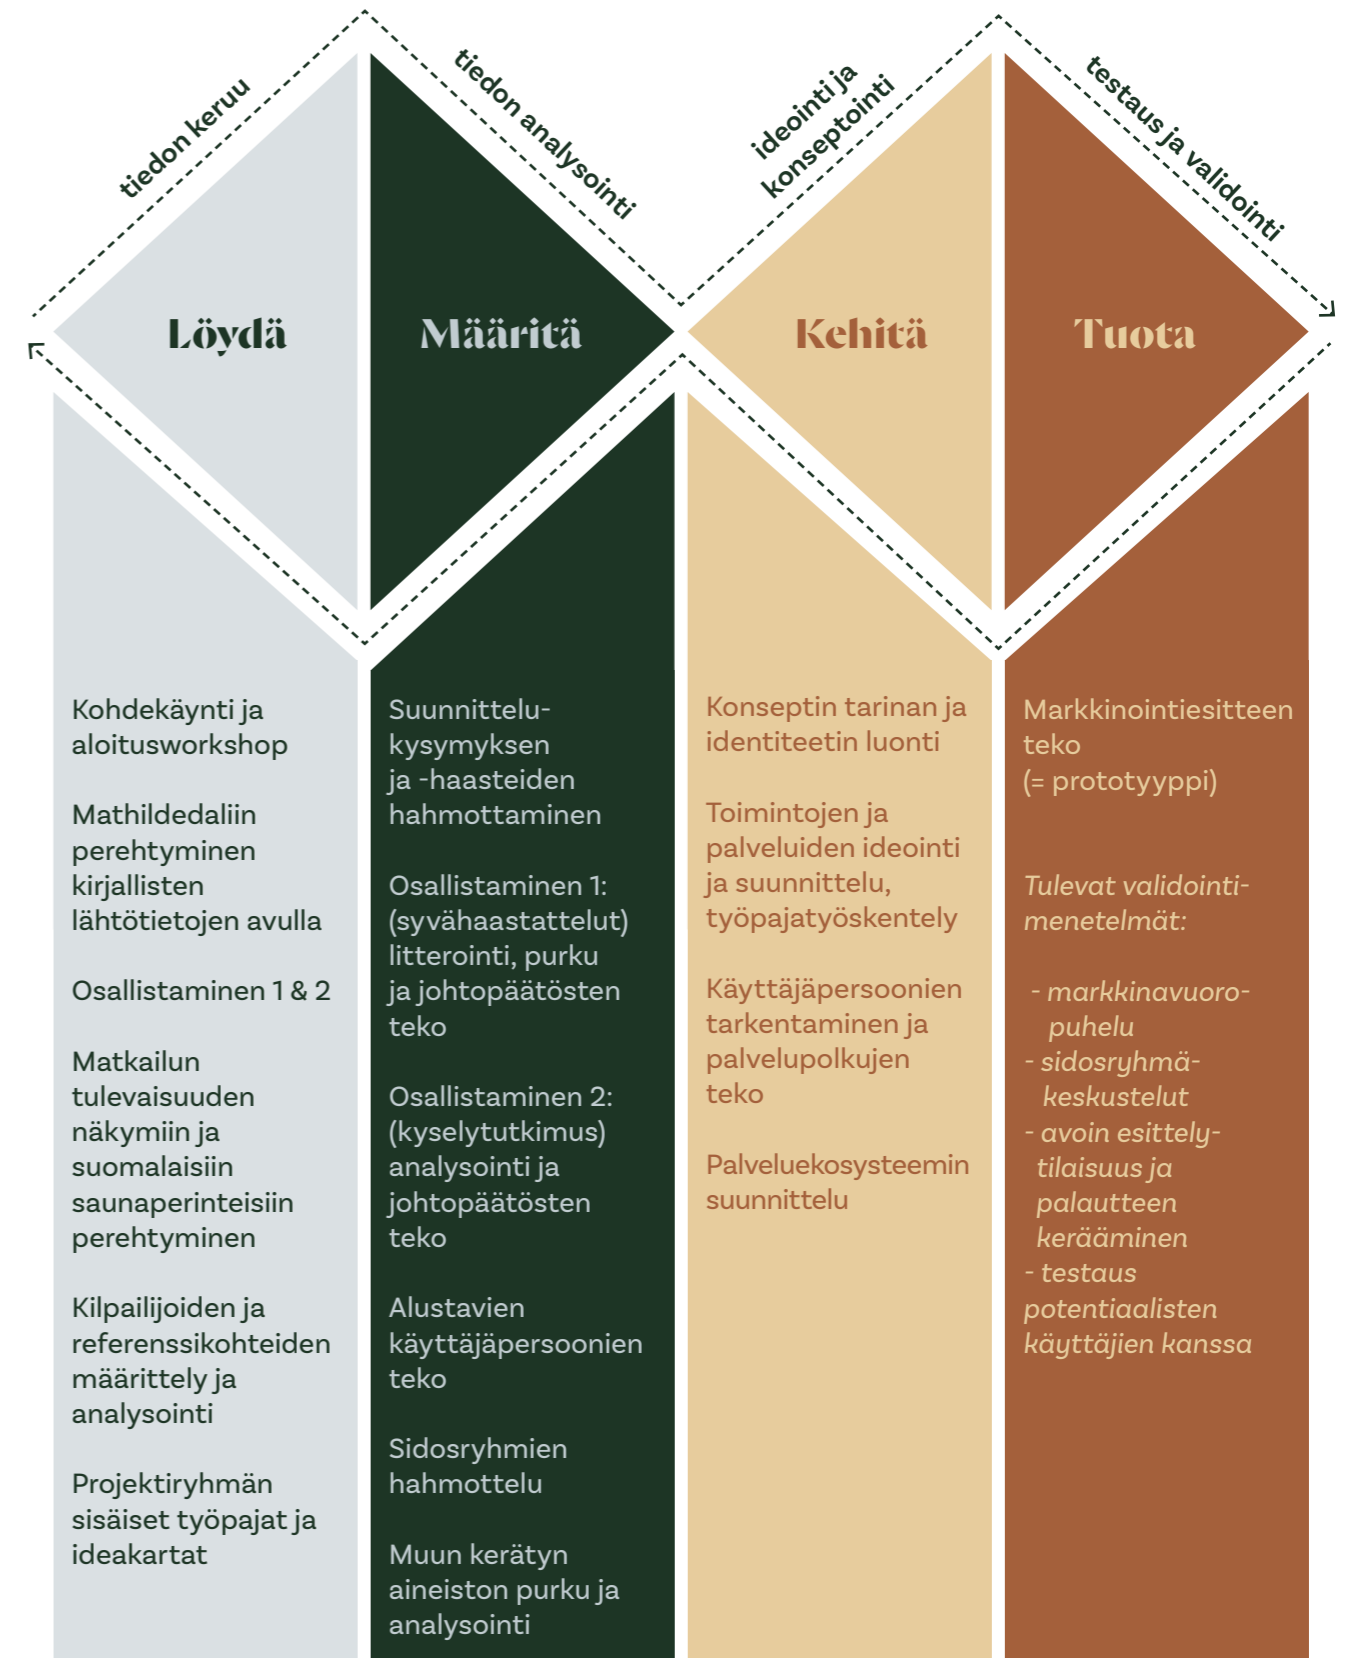 tiedon keruu
tiedon analysointi
ideointi ja
konseptointi
testaus ja validointi
Löydä
Määritä
Kehitä
Tuota
Kohdekäynti ja
aloitusworkshop
Mathildedaliin
perehtyminen
kirjallisten
lähtötietojen avulla
Osallistaminen 1 & 2
Matkailun
tulevaisuuden
näkymiin ja
suomalaisiin
saunaperinteisiin
perehtyminen
Kilpailijoiden ja
referenssikohteiden
määrittely ja
analysointi
Projektiryhmän
sisäiset työpajat ja
ideakartat
Suunnittelu-
kysymyksen
ja -haasteiden
hahmottaminen
Osallistaminen 1:
(syvähaastattelut)
litterointi, purku
ja johtopäätösten
teko
Osallistaminen 2:
(kyselytutkimus)
analysointi ja
johtopäätösten
teko
Alustavien
käyttäjäpersoonien
teko
Sidosryhmien
hahmottelu
Muun kerätyn
aineiston purku ja
analysointi
Konseptin tarinan ja
identiteetin luonti
Toimintojen ja
palveluiden ideointi
ja suunnittelu,
työpajatyöskentely
Käyttäjäpersoonien
tarkentaminen ja
palvelupolkujen
teko
Palveluekosysteemin
suunnittelu
Markkinointiesitteen
teko
(= prototyyppi)
Tulevat validointi-
menetelmät:
- markkinavuoro-
puhelu
- sidosryhmä-
keskustelut
- avoin esittely-
tilaisuus ja
palautteen
kerääminen
- testaus
potentiaalisten
käyttäjien kanssa